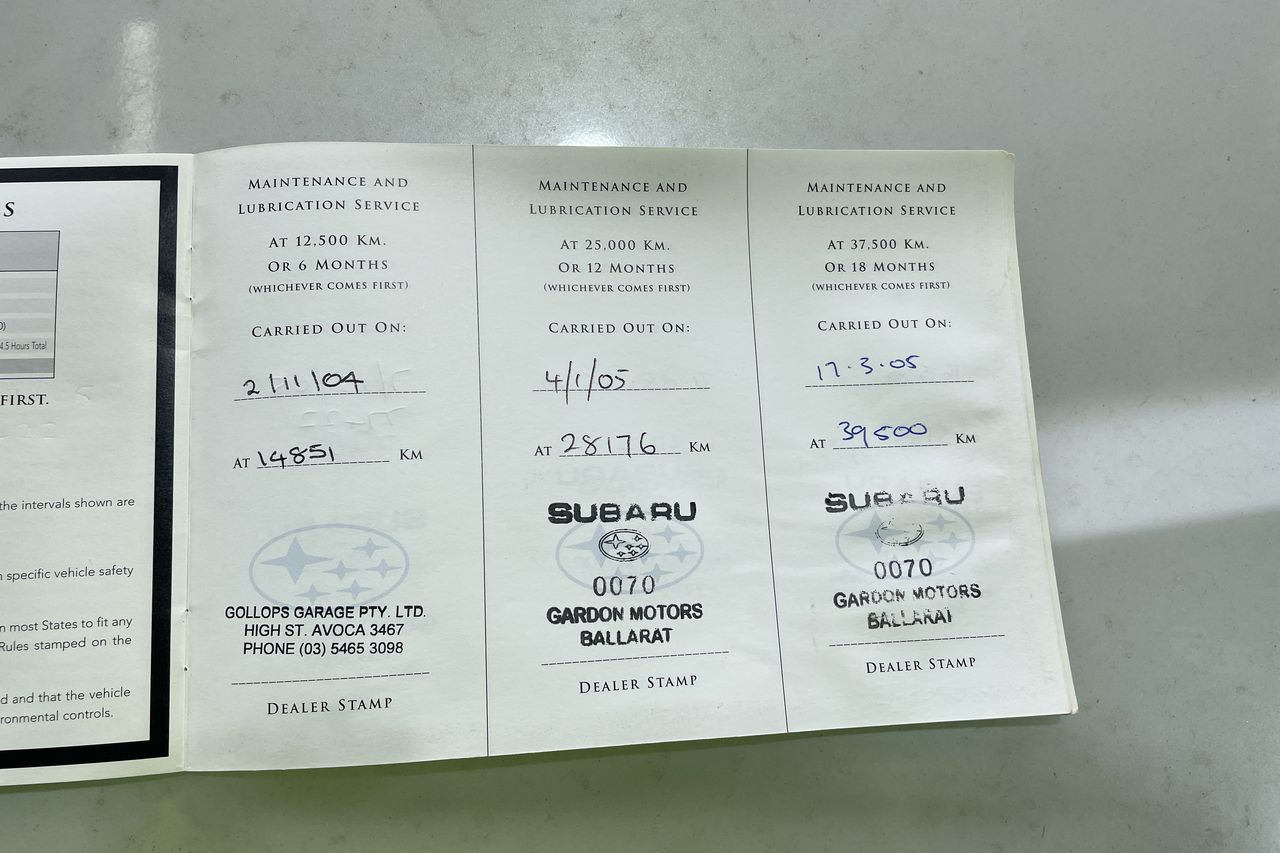 S
0)
4.5 Hours Total
FIRST.
the intervals shown are
specific vehicle safety
n most States to fit any
Rules stamped on the
d and that the vehicle
ronmental controls.
MAINTENANCE AND
LUBRICATION SERVICE
AT 12,500 KM.
OR 6 MONTHS
(WHICHEVER COMES FIRST)
CARRIED OUT ON:
2/11/04
AT 14851 KM
GOLLOPS GARAGE PTY. LTD.
HIGH ST. AVOCA 3467
PHONE (03) 5465 3098
DEALER STAMP
MAINTENANCE AND
LUBRICATION SERVICE
AT 25,000 KM.
OR 12 MONTHS
(WHICHEVER COMES FIRST)
CARRIED OUT ON:
4/1/05
AT 28176 KM
SUBARU
0070
GARDON MOTORS
BALLARAT
DEALER STAMP
MAINTENANCE AND
LUBRICATION SERVICE
AT 37,500 KM.
OR 18 MONTHS
(WHICHEVER COMES FIRST)
CARRIED OUT ON:
17.3.05
AT 39500 KM
SUBARU
0070
GARDON MOTORS
BALLARAT
DEALER STAMP